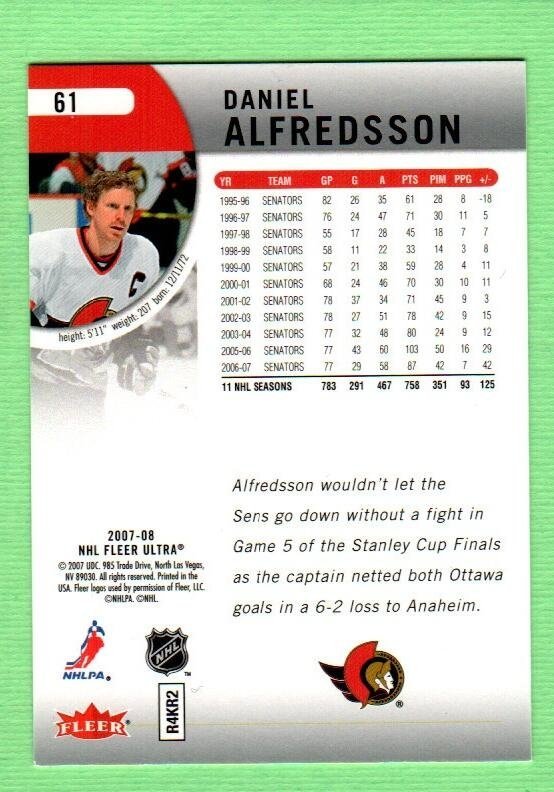 61
DANIEL
ALFREDSSON
YR TEAM GP G A PTS PIM PPG +/-
1995-96 SENATORS 82 26 35 61 28 8 -18
1996-97 SENATORS 76 24 47 71 30 11 5
1997-98 SENATORS 55 17 28 45 18 7 7
1998-99 SENATORS 58 11 22 33 14 3 8
1999-00 SENATORS 57 21 38 59 28 4 11
2000-01 SENATORS 68 24 46 70 30 10 11
2001-02 SENATORS 78 37 34 71 45 9 3
2002-03 SENATORS 78 27 51 78 42 9 15
2003-04 SENATORS 77 32 48 80 24 9 12
2005-06 SENATORS 77 43 60 103 50 16 29
2006-07 SENATORS 77 29 58 87 42 7 42
11 NHL SEASONS 783 291 467 758 351 93 125
C
height: 5'11" weight: 207 born: 12/11/72
Alfredsson wouldn't let the
Sens go down without a fight in
Game 5 of the Stanley Cup Finals
as the captain netted both Ottawa
goals in a 6-2 loss to Anaheim.
2007-08
NHL FLEER ULTRA®
© 2007 UDC. 985 Trade Drive, North Las Vegas,
NV 89030. All rights reserved. Printed in the
USA. Fleer logos used by permission of Fleer, LLC.
©NHLPA. ©NHL.
NHLPA™
NHL™
R4KR2
FLEER®
®